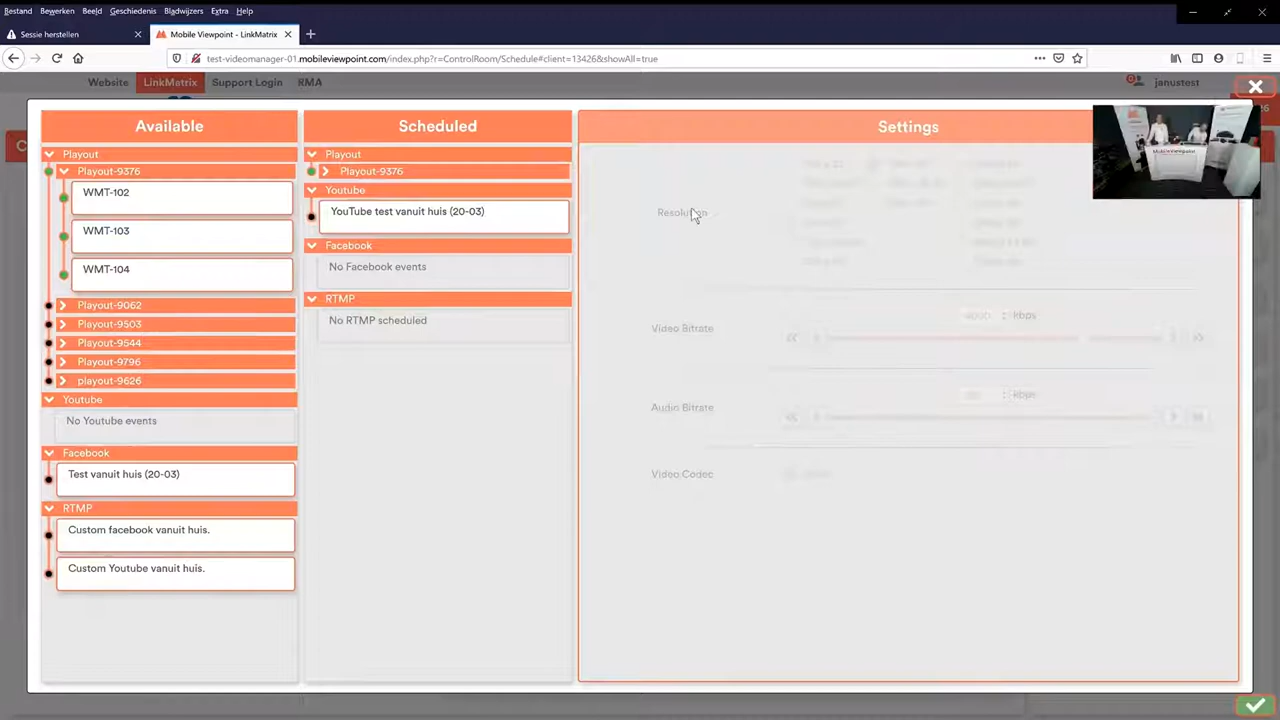 Bestand Bewerken Beeld Geschiedenis Bladwijzers Extra Help
Sessie herstellen
Mobile Viewpoint - LinkMatrix
test-videomanager-01.mobileviewpoint.com/index.php?r=ControlRoom/Schedule#client=13426&showAll=true
Website LinkMatrix Support Login RMA janustest
Available
Playout
Playout-9376
WMT-102
WMT-103
WMT-104
Playout-9062
Playout-9503
Playout-9544
Playout-9796
playout-9626
Youtube
No Youtube events
Facebook
Test vanuit huis (20-03)
RTMP
Custom facebook vanuit huis.
Custom Youtube vanuit huis.
Scheduled
Playout
Playout-9376
Youtube
YouTube test vanuit huis (20-03)
Facebook
No Facebook events
RTMP
No RTMP scheduled
Settings
Resolution
Video Bitrate
kbps
Audio Bitrate
kbps
Video Codec